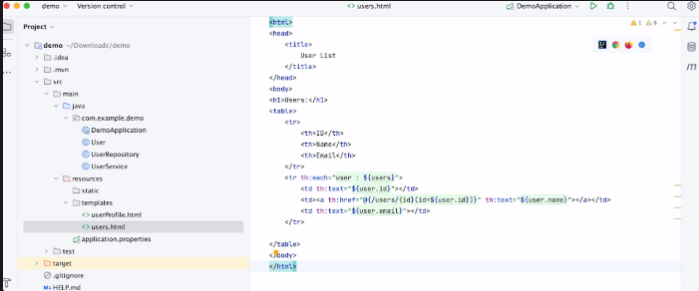 demo
Version control
users.html
DemoApplication
Project
demo ~/Downloads/demo
.idea
.mvn
src
main
java
com.example.demo
DemoApplication
User
UserRepository
UserService
resources
static
templates
userProfile.html
users.html
application.properties
test
target
.gitignore
HELP.md
<html>
<head>
<title>
User List
</title>
</head>
<body>
<h1>Users:</h1>
<table>
<tr>
<th>ID</th>
<th>Name</th>
<th>Email</th>
</tr>
<tr th:each="user : ${users}">
<td th:text="${user.id}"></td>
<td><a th:href="@{/users/{id}(id=${user.id})}" th:text="${user.name}"></a></td>
<td th:text="${user.email}"></td>
</tr>
</table>
</body>
</html>
1
9
m